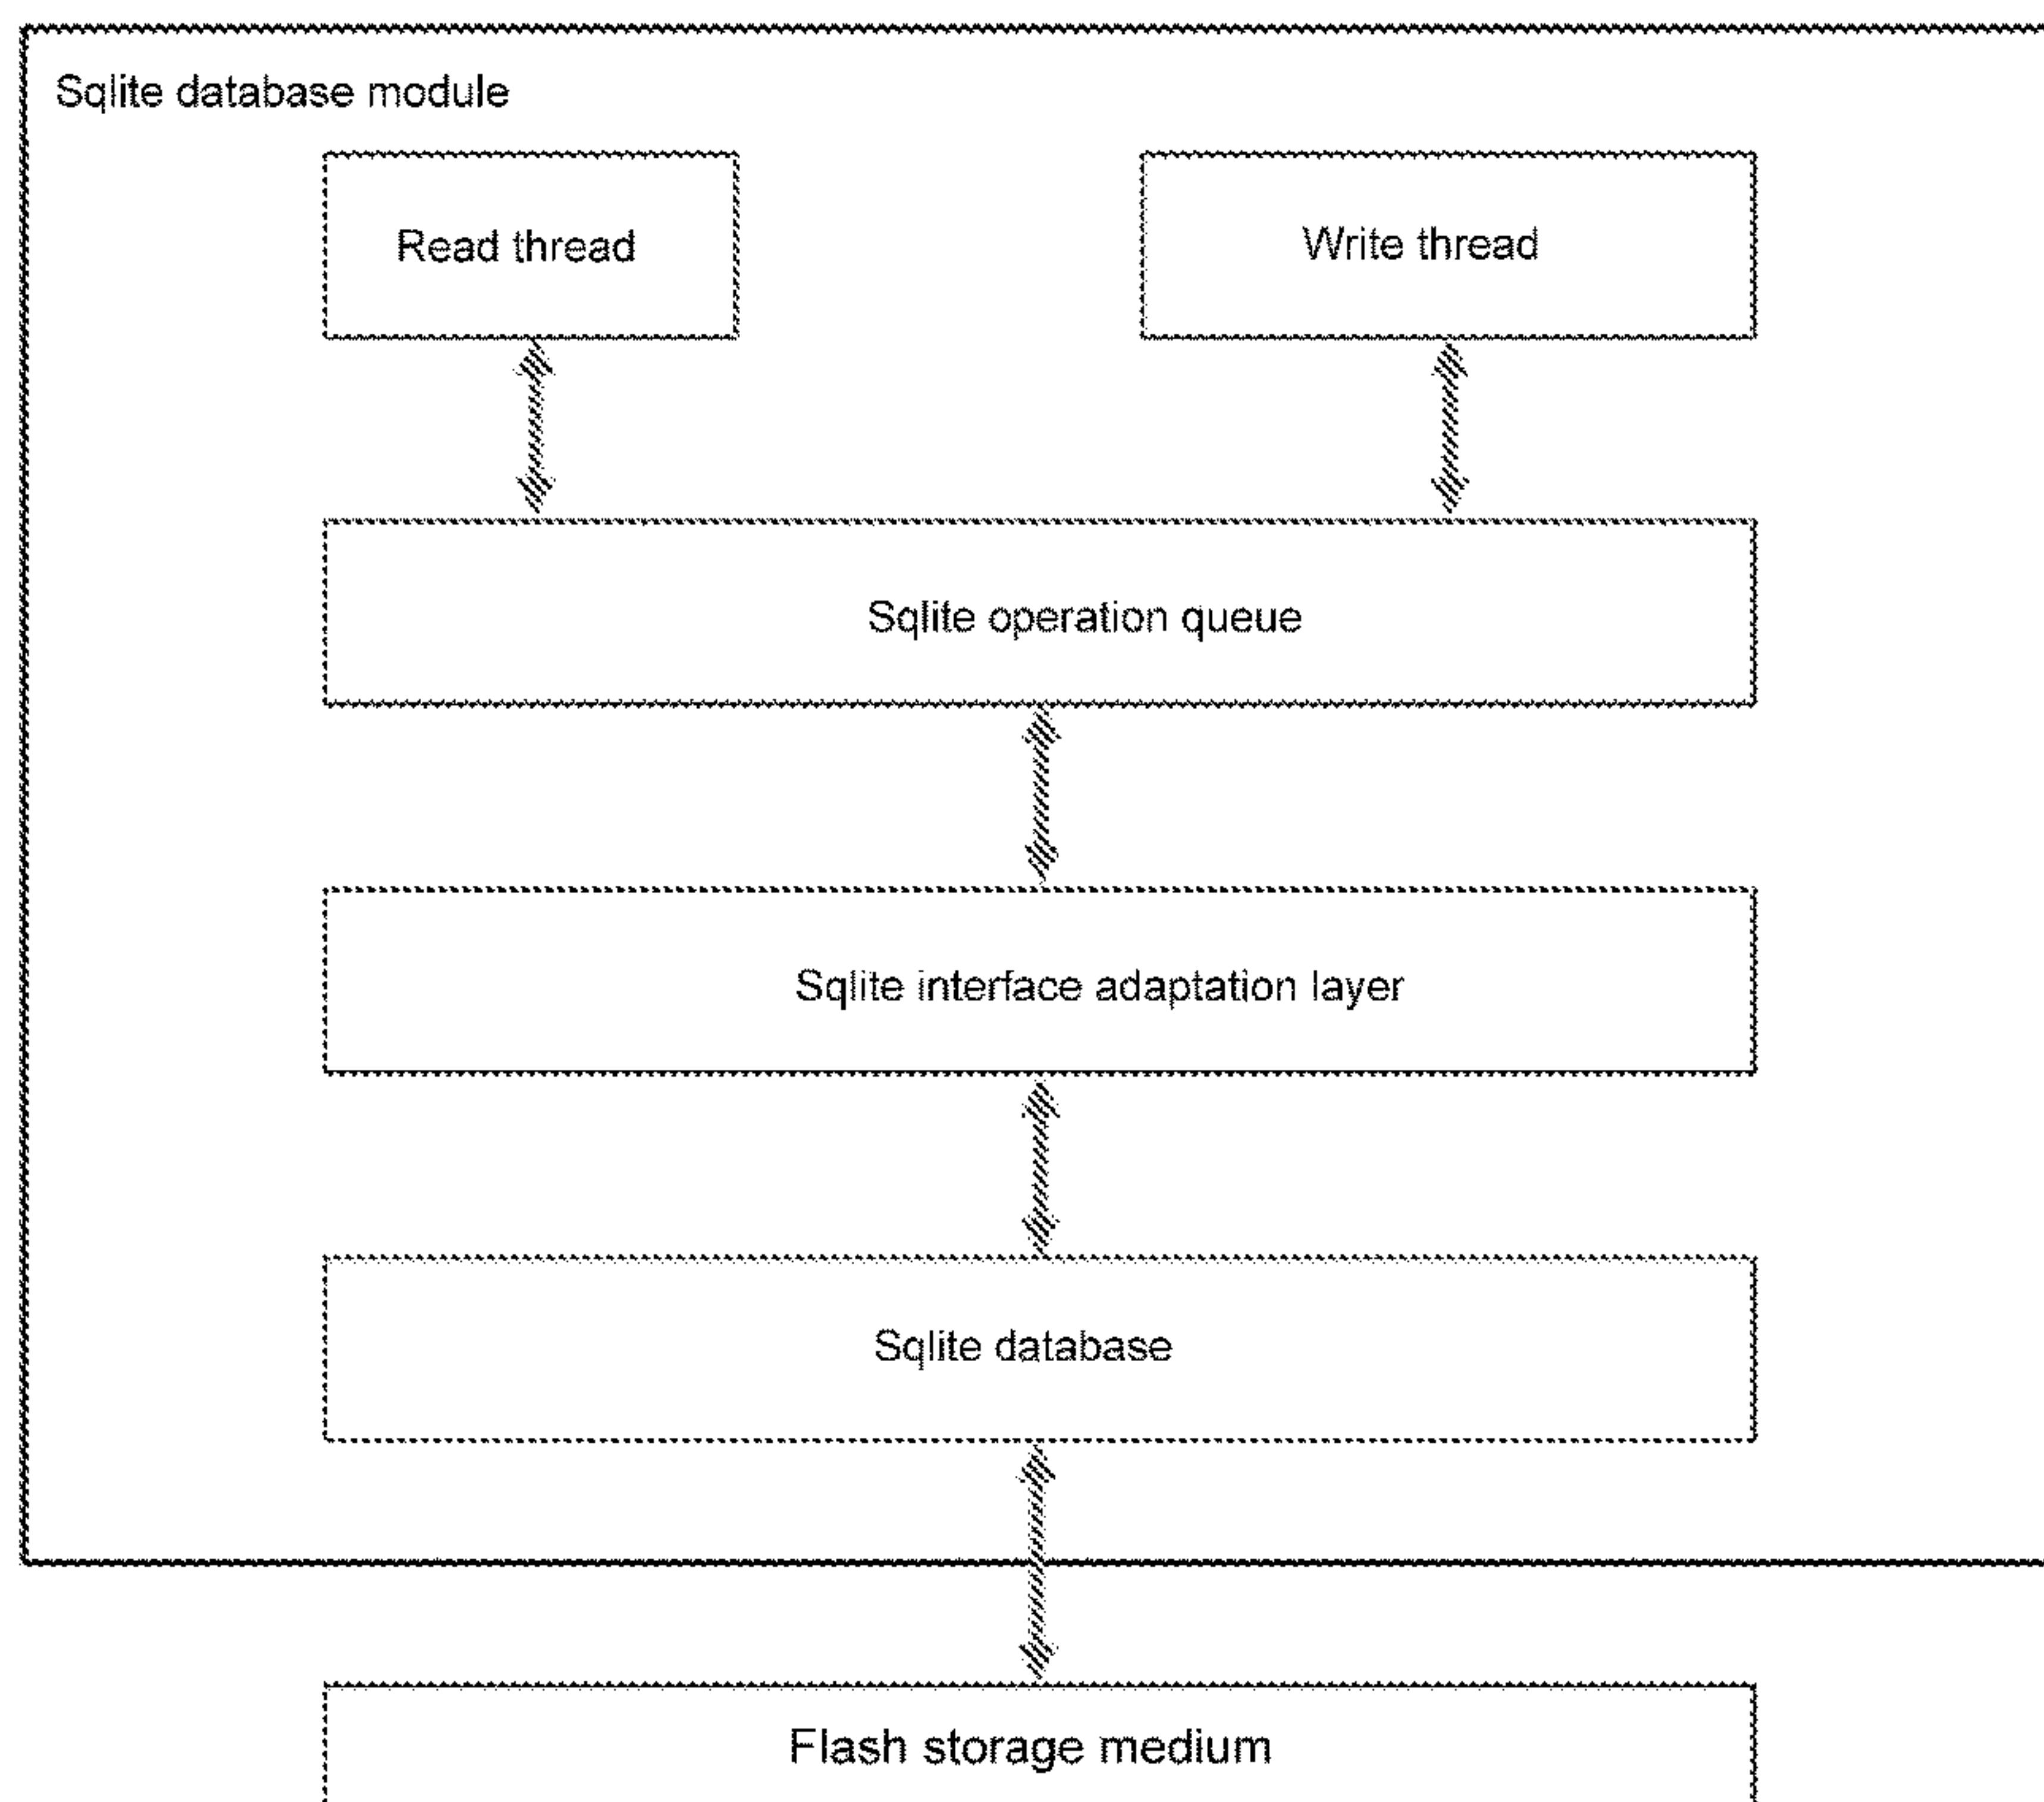 Sqlite database module
Read thread
Write thread
Sqlite operation queue
Sqlite interface adaptation layer
Sqlite database
Flash storage medium